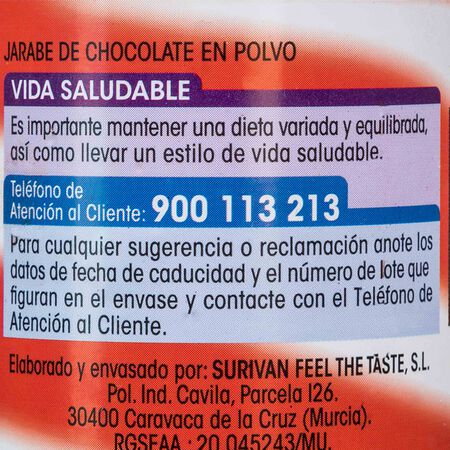 JARABE DE CHOCOLATE EN POLVO
VIDA SALUDABLE
Es importante mantener una dieta variada y equilibrada,
así como llevar un estilo de vida saludable.
Teléfono de
Atención al Cliente: 900 113 213
Para cualquier sugerencia o reclamación anote los
datos de fecha de caducidad y el número de lote que
figuran en el envase y contacte con el Teléfono de
Atención al Cliente.
Elaborado y envasado por: SURIVAN FEEL THE TASTE, S.L.
Pol. Ind. Cavila, Parcela 126.
30400 Caravaca de la Cruz (Murcia).
RGSEAA: 20.045243/MU.